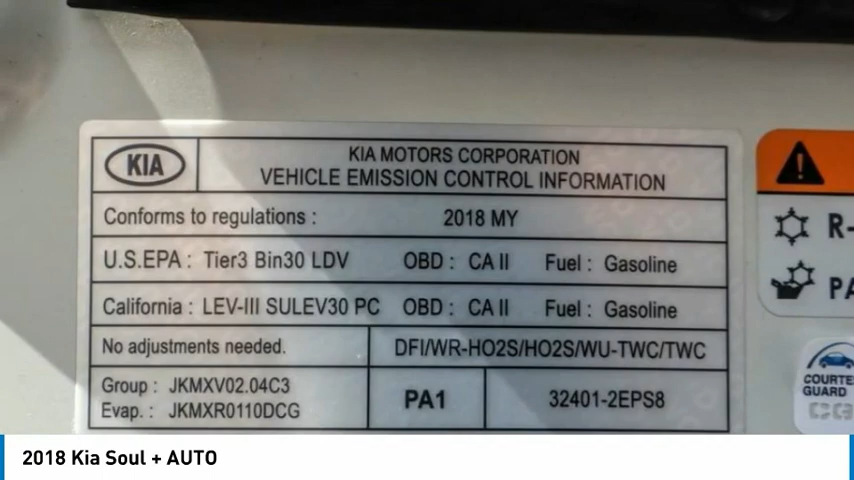 KIA
KIA MOTORS CORPORATION
VEHICLE EMISSION CONTROL INFORMATION
Conforms to regulations : 2018 MY
U.S.EPA : Tier3 Bin30 LDV OBD : CA II Fuel : Gasoline
California : LEV-III SULEV30 PC OBD : CA II Fuel : Gasoline
No adjustments needed. DFI/WR-HO2S/HO2S/WU-TWC/TWC
Group : JKMXV02.04C3
Evap. : JKMXR0110DCG
PA1 32401-2EPS8
R-
PA
COURTE
GUARD
2018 Kia Soul + AUTO